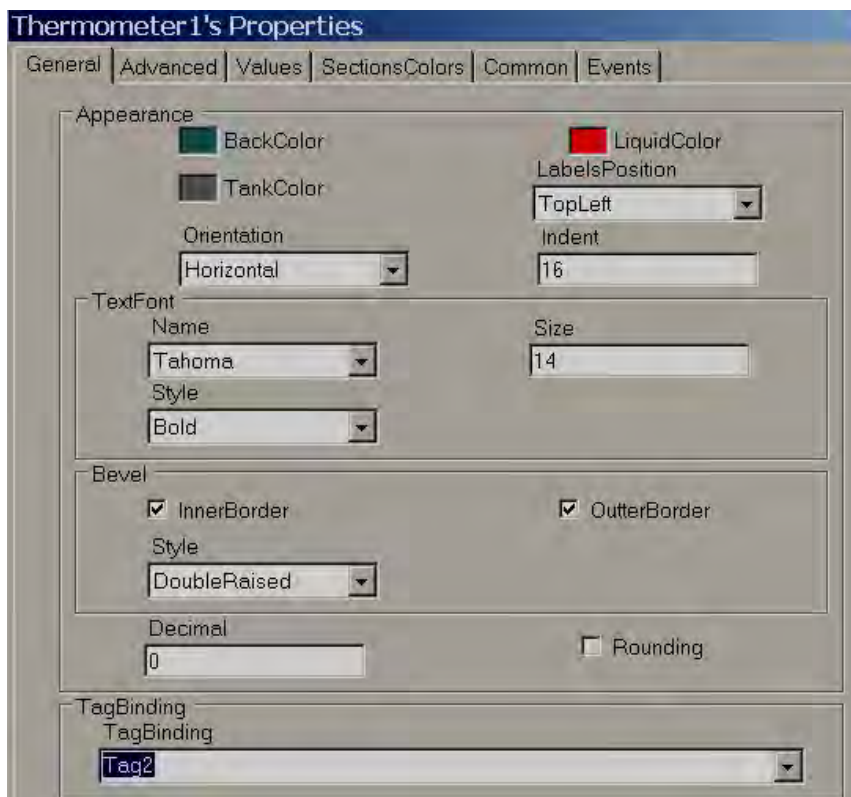 Thermometer1's Properties
General Advanced Values SectionsColors Common Events
Appearance
BackColor LiquidColor
TankColor LabelsPosition
TopLeft
Orientation Indent
Horizontal 16
TextFont
Name Size
Tahoma 14
Style
Bold
Bevel
InnerBorder OutterBorder
Style
DoubleRaised
Decimal Rounding
0
TagBinding
TagBinding
Tag2